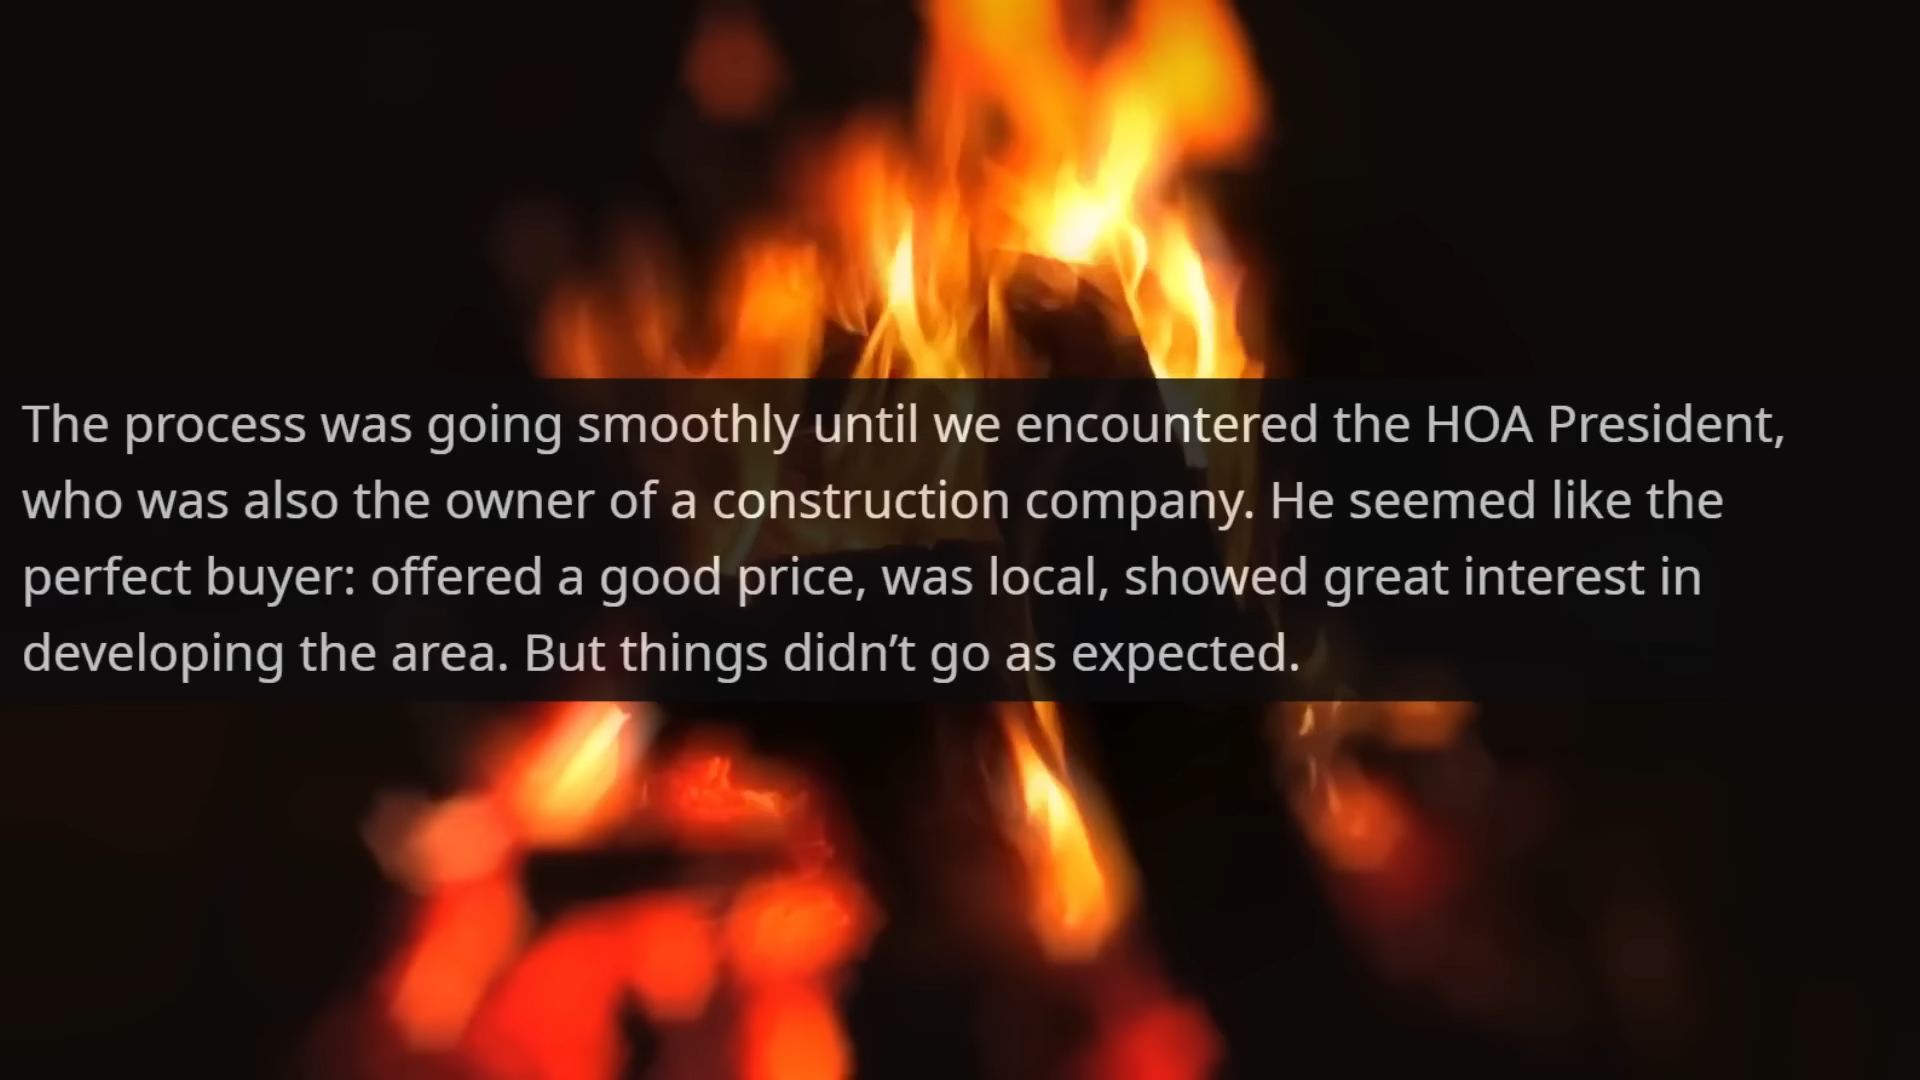 The process was going smoothly until we encountered the HOA President,
who was also the owner of a construction company. He seemed like the
perfect buyer: offered a good price, was local, showed great interest in
developing the area. But things didn’t go as expected.